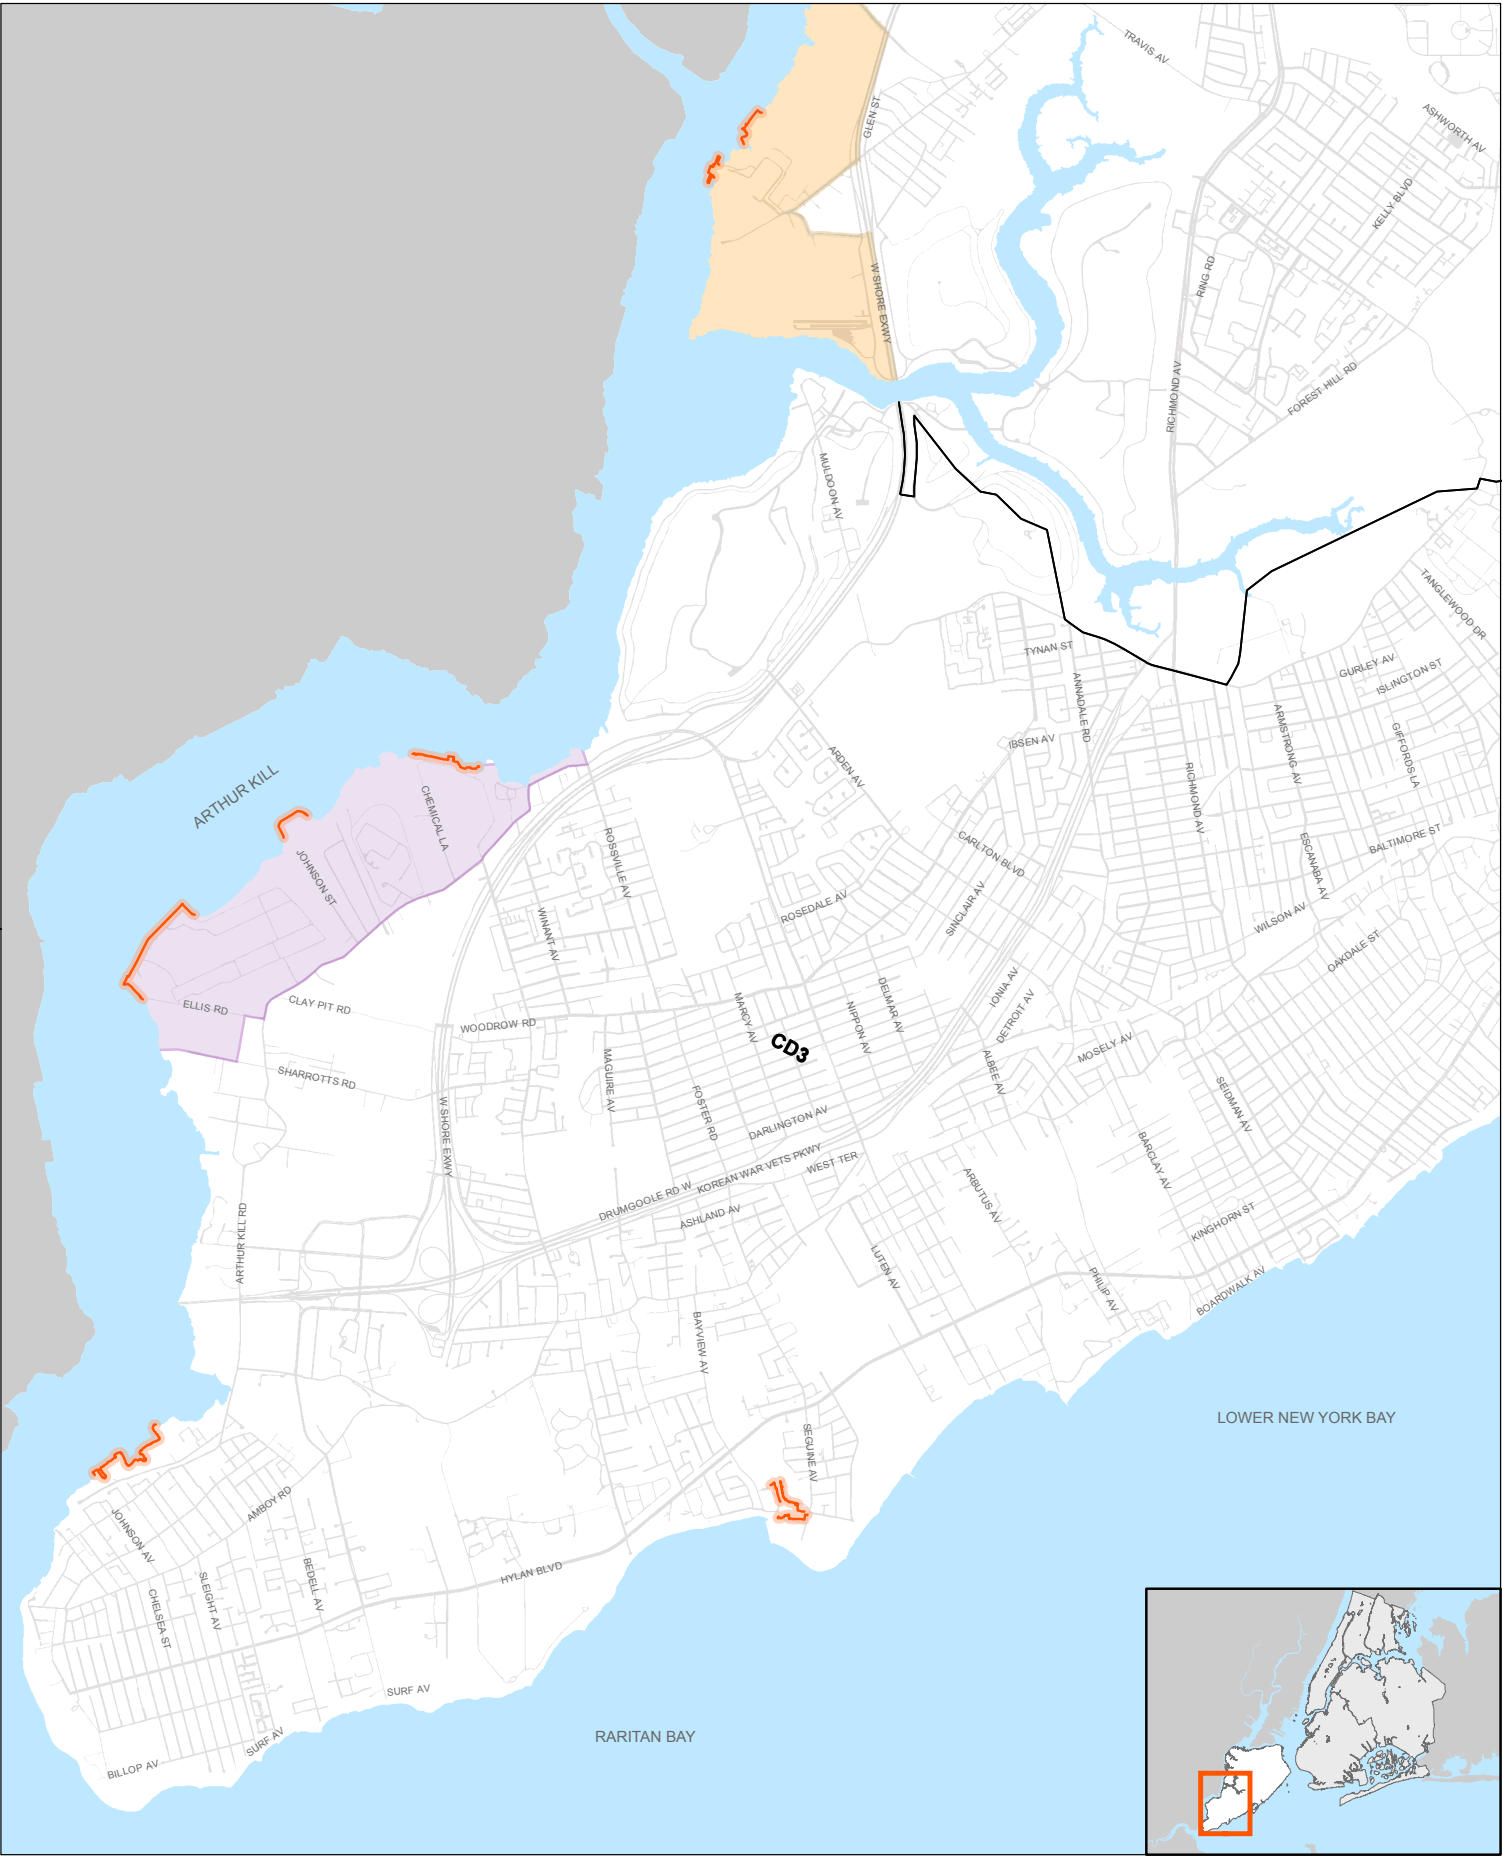 TRAVIS AV
GLEN ST
ASHWORTH AV
KELLY BLVD
RING RD
W SHORE EXWY
RICHMOND AV
FOREST HILL RD
MULDOON AV
TANGLEWOOD DR
TYNAN ST
GURLEY AV
ISLINGTON ST
ANNADALE RD
ARMSTRONG AV
GIFFORDS LA
IBSEN AV
ARDEN AV
ARTHUR KILL
CHEMICAL LA
RICHMOND AV
JOHNSON ST
ROSSVILLE AV
CARLTON BLVD
BALTIMORE ST
ESCANABA AV
ROSEDALE AV
SINCLAIR AV
WINANT AV
WILSON AV
OAKDALE ST
ELLIS RD
CLAY PIT RD
WOODROW RD
MARCY AV
NIPPON AV
DELMAR AV
IONIA AV
DETROIT AV
CD3
MOSELY AV
ALBEE AV
SHARROTTS RD
MAGUIRE AV
FOSTER RD
SEIDMAN AV
W SHORE EXWY
DARLINGTON AV
KOREAN WAR VETS PKWY
WEST TER
BARCLAY AV
DRUMGOOLE RD W
ASHLAND AV
ARBUTUS AV
ARTHUR KILL RD
KINGHORN ST
LUTEN AV
PHILIP AV
BOARDWALK AV
BAYVIEW AV
LOWER NEW YORK BAY
SEGUINE AV
AMBOY RD
JOHNSON AV
HYLAN BLVD
BEDELL AV
SLEIGHT AV
CHELSEA ST
SURF AV
SURF AV
RARITAN BAY
BILLOP AV